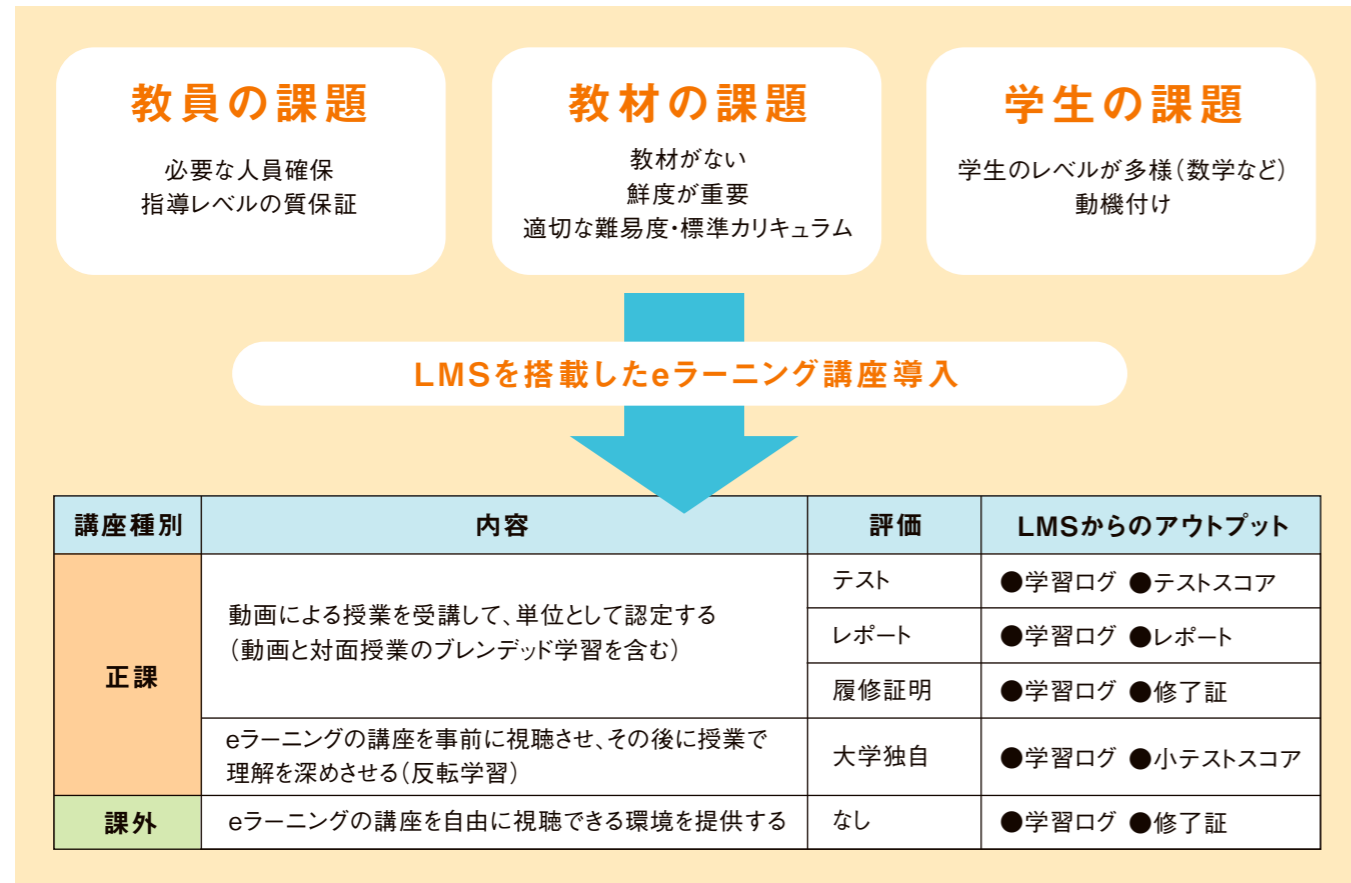 教員の課題
必要な人員確保
指導レベルの質保証
教材の課題
教材がない
鮮度が重要
適切な難易度・標準カリキュラム
学生の課題
学生のレベルが多様（数学など）
動機付け
LMSを搭載したeラーニング講座導入
講座種別 内容 評価 LMSからのアウトプット
正課
動画による授業を受講して、単位として認定する
（動画と対面授業のブレンデッド学習を含む）
テスト ●学習ログ ●テストスコア
レポート ●学習ログ ●レポート
履修証明 ●学習ログ ●修了証
eラーニングの講座を事前に視聴させ、その後に授業で
理解を深めさせる（反転学習）
大学独自 ●学習ログ ●小テストスコア
課外 eラーニングの講座を自由に視聴できる環境を提供する なし ●学習ログ ●修了証